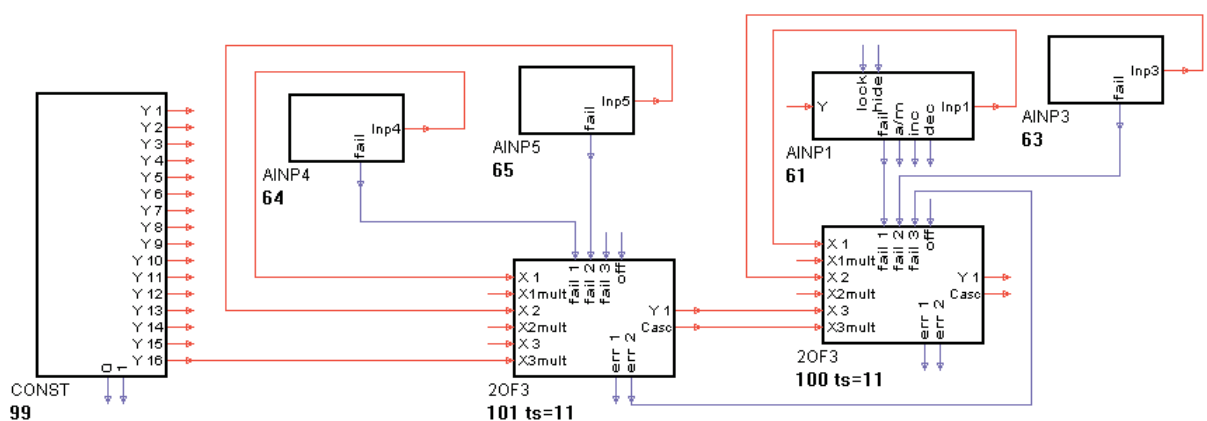 Y 1
Y 2
Y 3
Y 4
Y 5
Y 6
Y 7
Y 8
Y 9
Y 10
Y 11
Y 12
Y 13
Y 14
Y 15
Y 16
0
1
CONST
99
Inp4
fail
AINP4
64
Inp5
fail
AINP5
65
fail 1
fail 2
fail 3
off
X 1
X1mult
X 2
X2mult
X 3
X3mult
Y 1
Casc
err 1
err 2
2OF3
101 ts=11
lock
hide
Y
Inp1
fail
a/m
inc
dec
AINP1
61
Inp3
fail
AINP3
63
fail 1
fail 2
fail 3
off
X 1
X1mult
X 2
X2mult
X 3
X3mult
Y 1
Casc
err 1
err 2
2OF3
100 ts=11